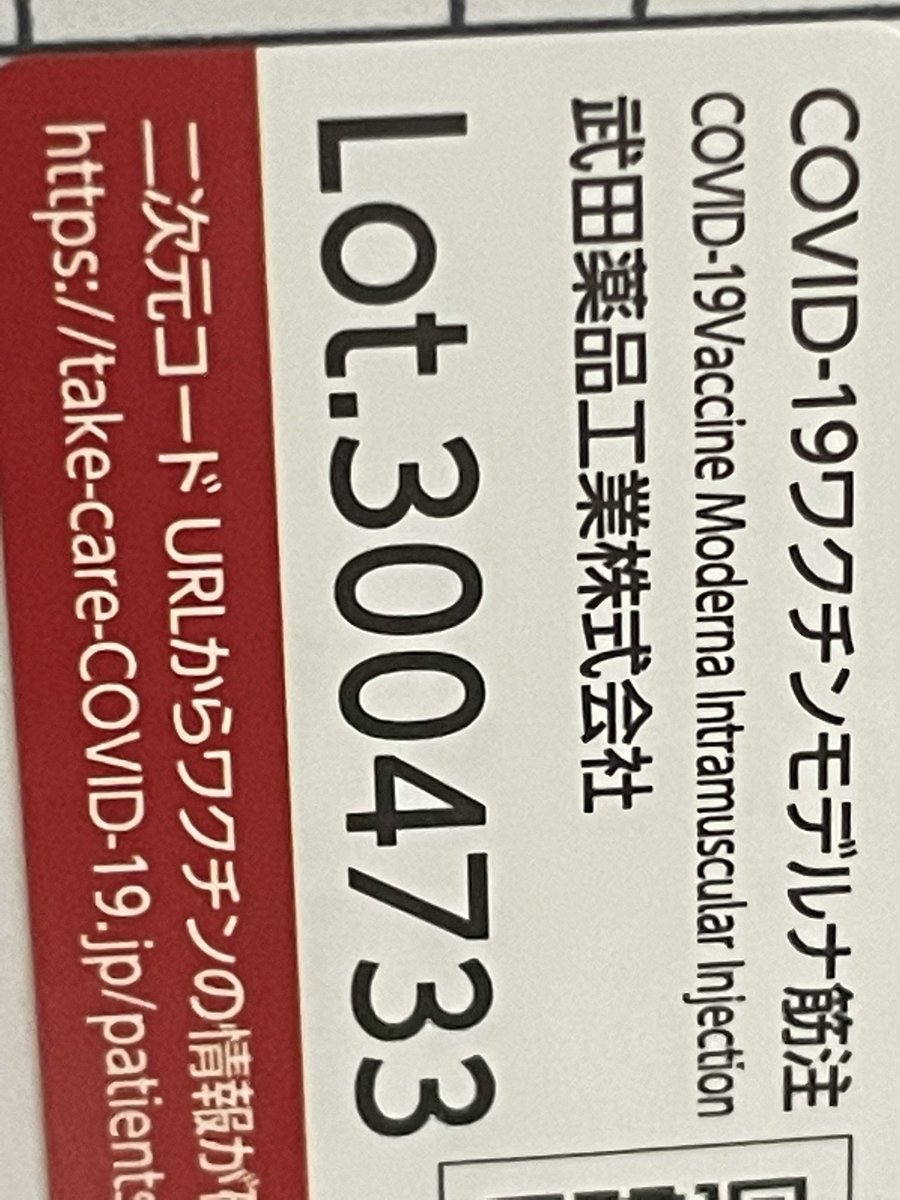 COVID-19ワクチンモデルナ筋注
COVID-19Vaccine Moderna Intramuscular Injection
武田薬品工業株式会社
Lot.3004733
二次元コード URLからワクチンの情報が
https://take-care-COVID-19.jp/patients